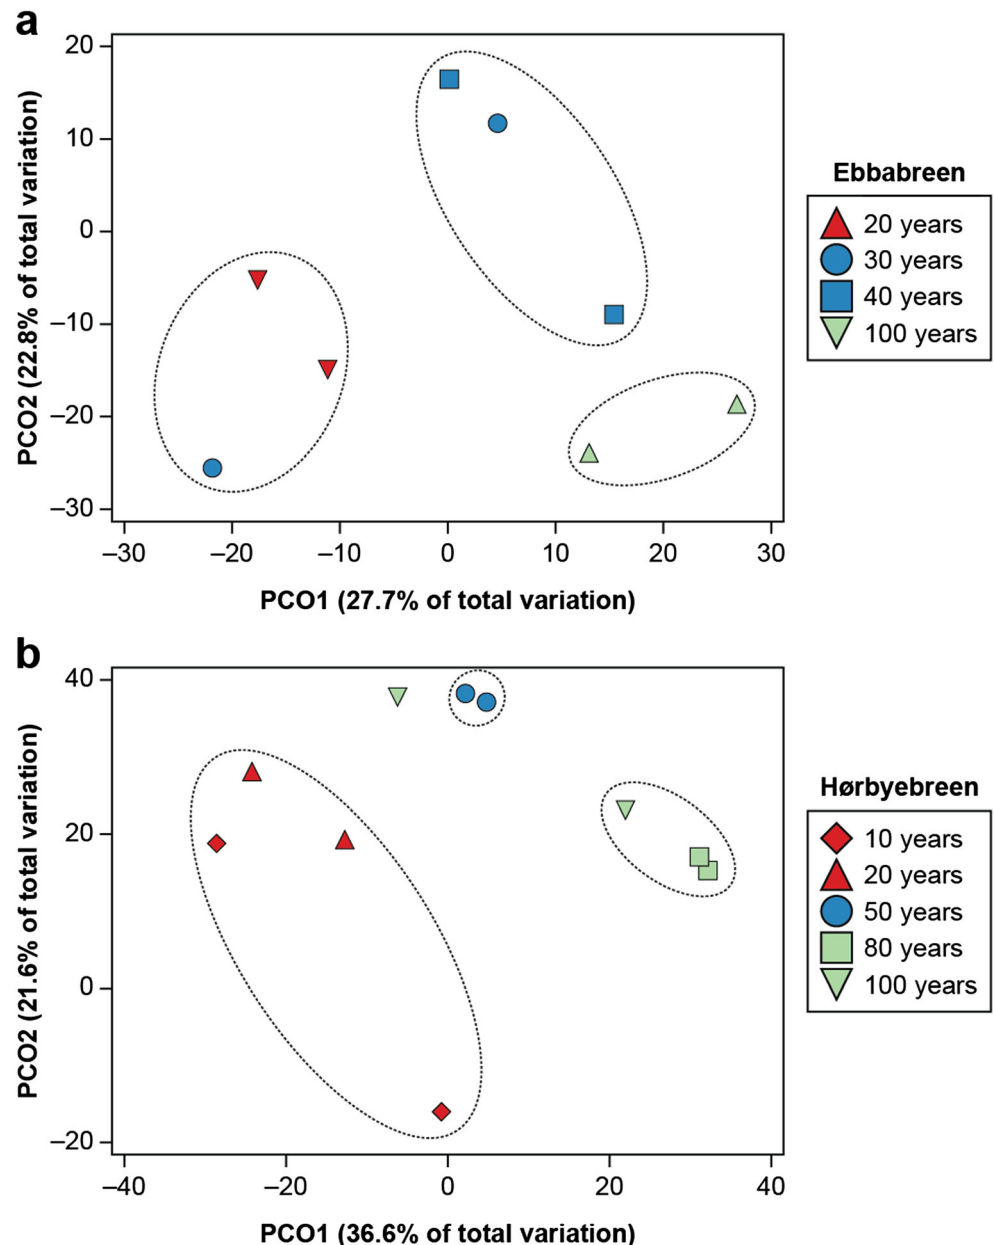 a
PCO2 (22.8% of total variation)
20
10
0
–10
–20
–30
–30 –20 –10 0 10 20 30
PCO1 (27.7% of total variation)
Ebbabreen
20 years
30 years
40 years
100 years
b
PCO2 (21.6% of total variation)
40
20
0
–20
–40 –20 0 20 40
PCO1 (36.6% of total variation)
Hørbyebreen
10 years
20 years
50 years
80 years
100 years